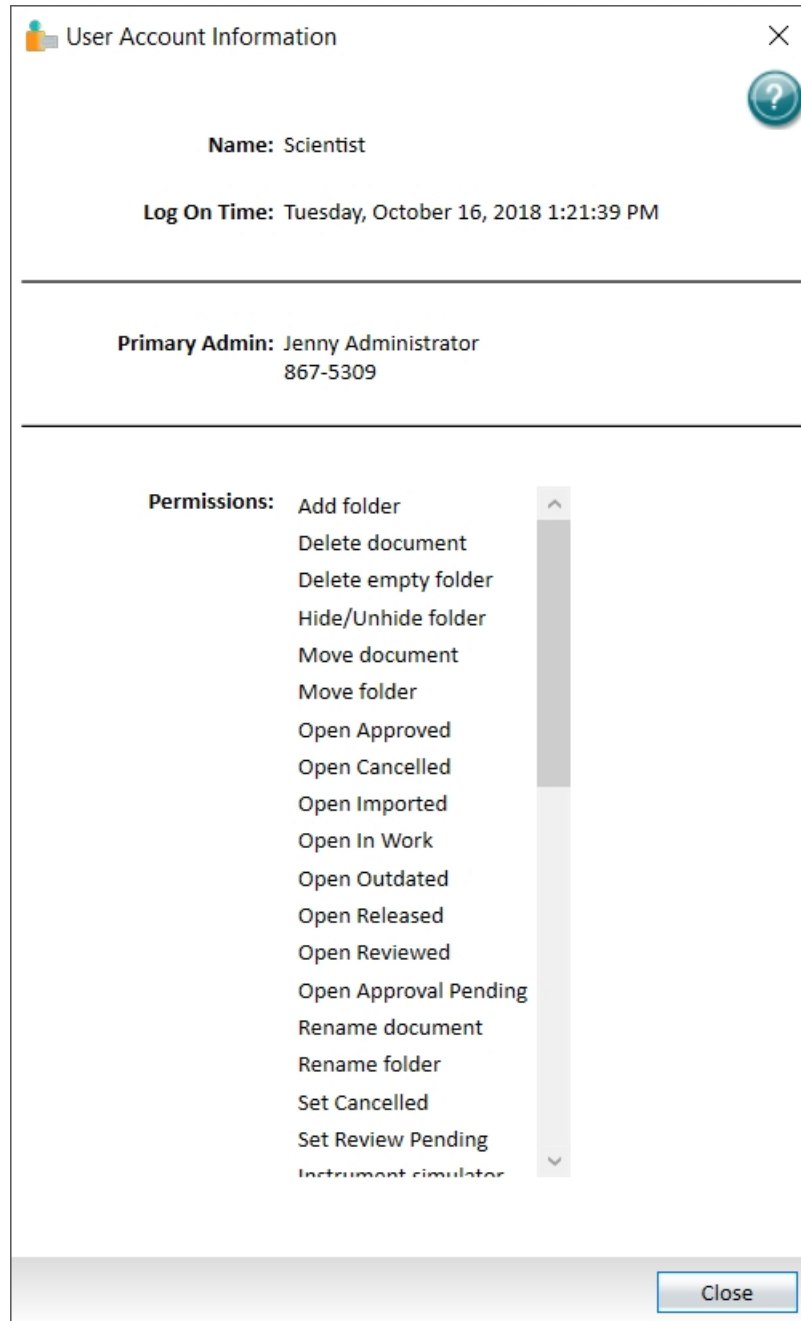 User Account Information
?
Name: Scientist
Log On Time: Tuesday, October 16, 2018 1:21:39 PM
Primary Admin: Jenny Administrator
867-5309
Permissions: Add folder
Delete document
Delete empty folder
Hide/Unhide folder
Move document
Move folder
Open Approved
Open Cancelled
Open Imported
Open In Work
Open Outdated
Open Released
Open Reviewed
Open Approval Pending
Rename document
Rename folder
Set Cancelled
Set Review Pending
Instrument simulator
Close